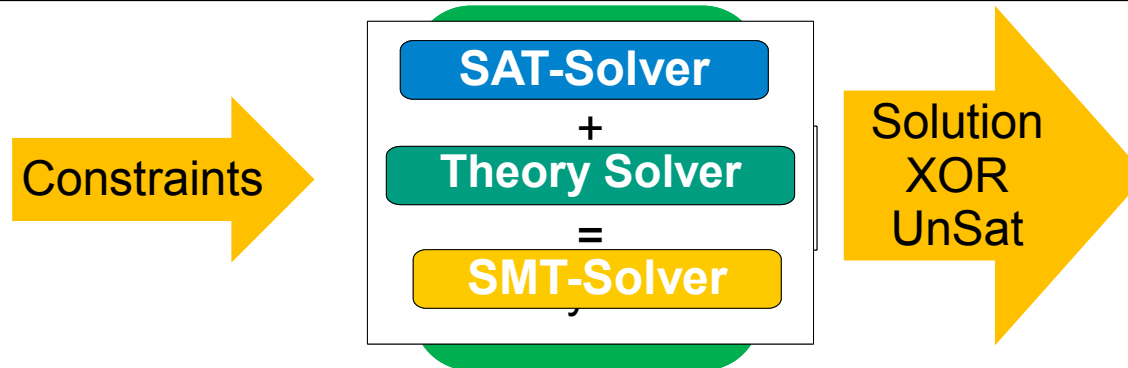 Constraints
SAT-Solver
+
Theory Solver
=
SMT-Solver
Solution
XOR
UnSat